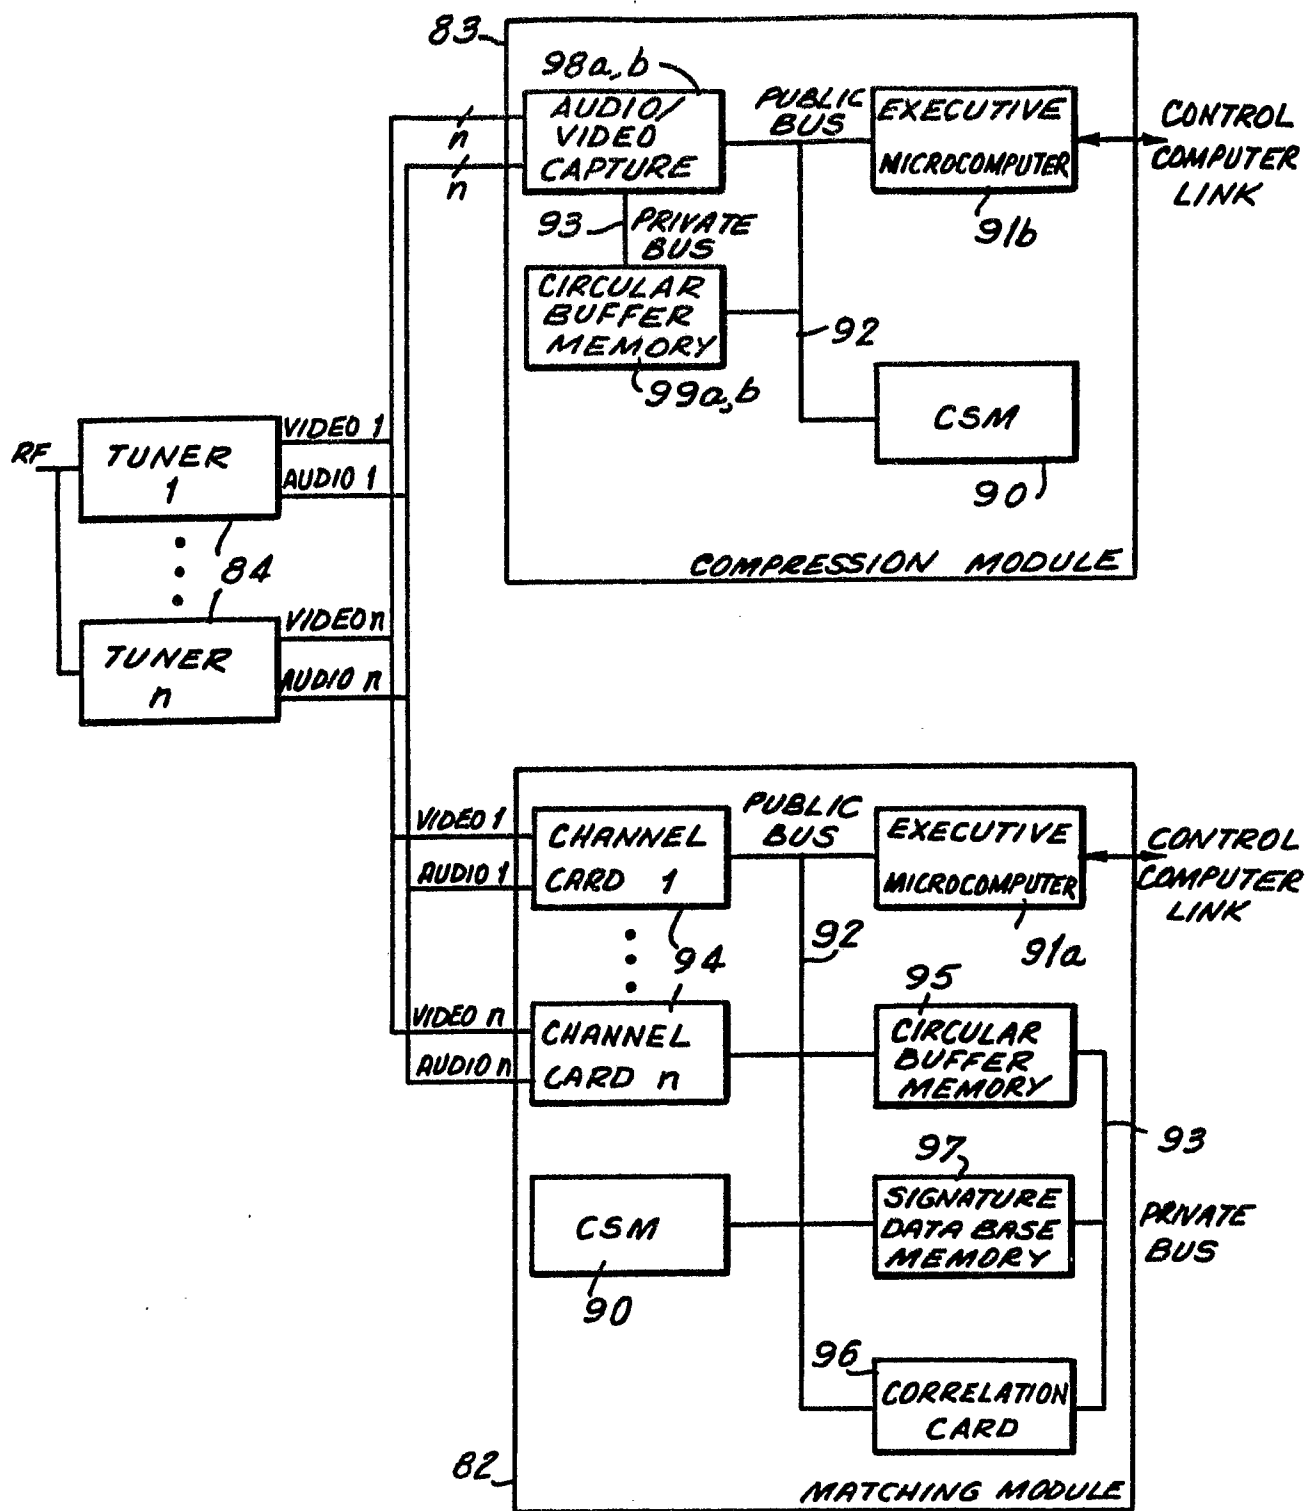 83
98a,b
AUDIO/
VIDEO
CAPTURE
n
n
PUBLIC
BUS
EXECUTIVE
MICROCOMPUTER
91b
CONTROL
COMPUTER
LINK
93
PRIVATE
BUS
CIRCULAR
BUFFER
MEMORY
99a,b
92
CSM
90
COMPRESSION MODULE
RF
TUNER
1
VIDEO 1
AUDIO 1
84
TUNER
n
VIDEO n
AUDIO n
VIDEO 1
AUDIO 1
CHANNEL
CARD 1
PUBLIC
BUS
EXECUTIVE
MICROCOMPUTER
91a
CONTROL
COMPUTER
LINK
94
92
VIDEO n
AUDIO n
CHANNEL
CARD n
95
CIRCULAR
BUFFER
MEMORY
93
PRIVATE
BUS
CSM
90
97
SIGNATURE
DATA BASE
MEMORY
96
CORRELATION
CARD
82
MATCHING MODULE